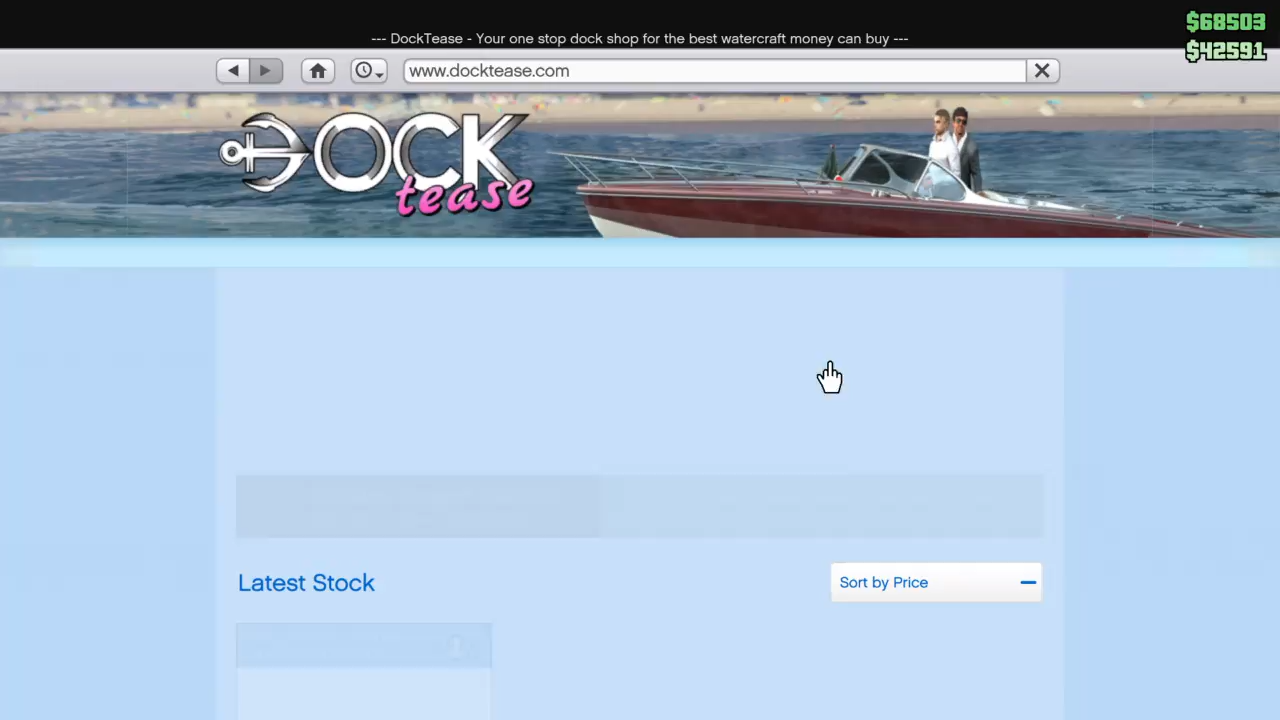 $68503
--- DockTease - Your one stop dock shop for the best watercraft money can buy ---
$42591
www.docktease.com
DOCK
tease
Latest Stock
Sort by Price